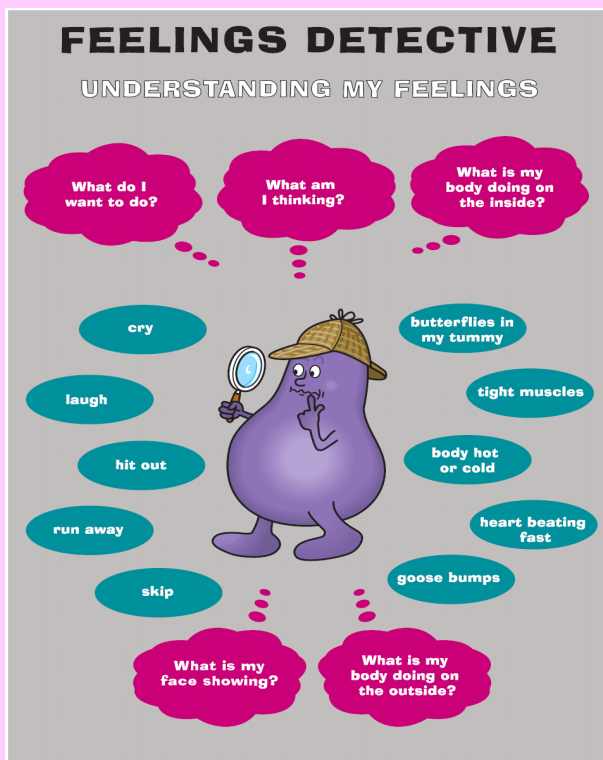 FEELINGS DETECTIVE
UNDERSTANDING MY FEELINGS
What do I
want to do?
What am
I thinking?
What is my
body doing on
the inside?
cry
laugh
hit out
run away
skip
butterflies in
my tummy
tight muscles
body hot
or cold
heart beating
fast
goose bumps
What is my
face showing?
What is my
body doing on
the outside?